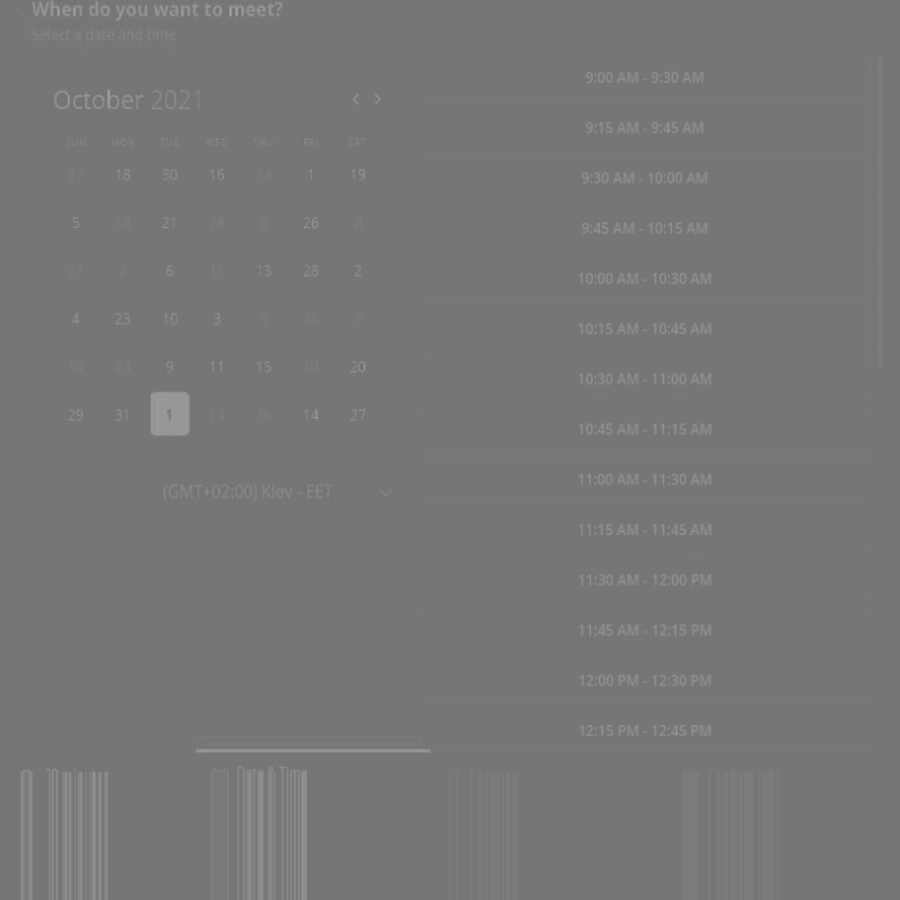 When do you want to meet?
Select a date and time
October 2021
SUN MON TUE WED THU FRI SAT
27 18 30 16 14 1 19
5 18 21 28 8 26 8
21 2 6 15 13 28 2
4 23 10 3 9 25 3
10 23 9 11 15 10 20
29 31 1 13 26 14 27
(GMT+02:00) Kiev - EET
9:00 AM - 9:30 AM
9:15 AM - 9:45 AM
9:30 AM - 10:00 AM
9:45 AM - 10:15 AM
10:00 AM - 10:30 AM
10:15 AM - 10:45 AM
10:30 AM - 11:00 AM
10:45 AM - 11:15 AM
11:00 AM - 11:30 AM
11:15 AM - 11:45 AM
11:30 AM - 12:00 PM
11:45 AM - 12:15 PM
12:00 PM - 12:30 PM
12:15 PM - 12:45 PM